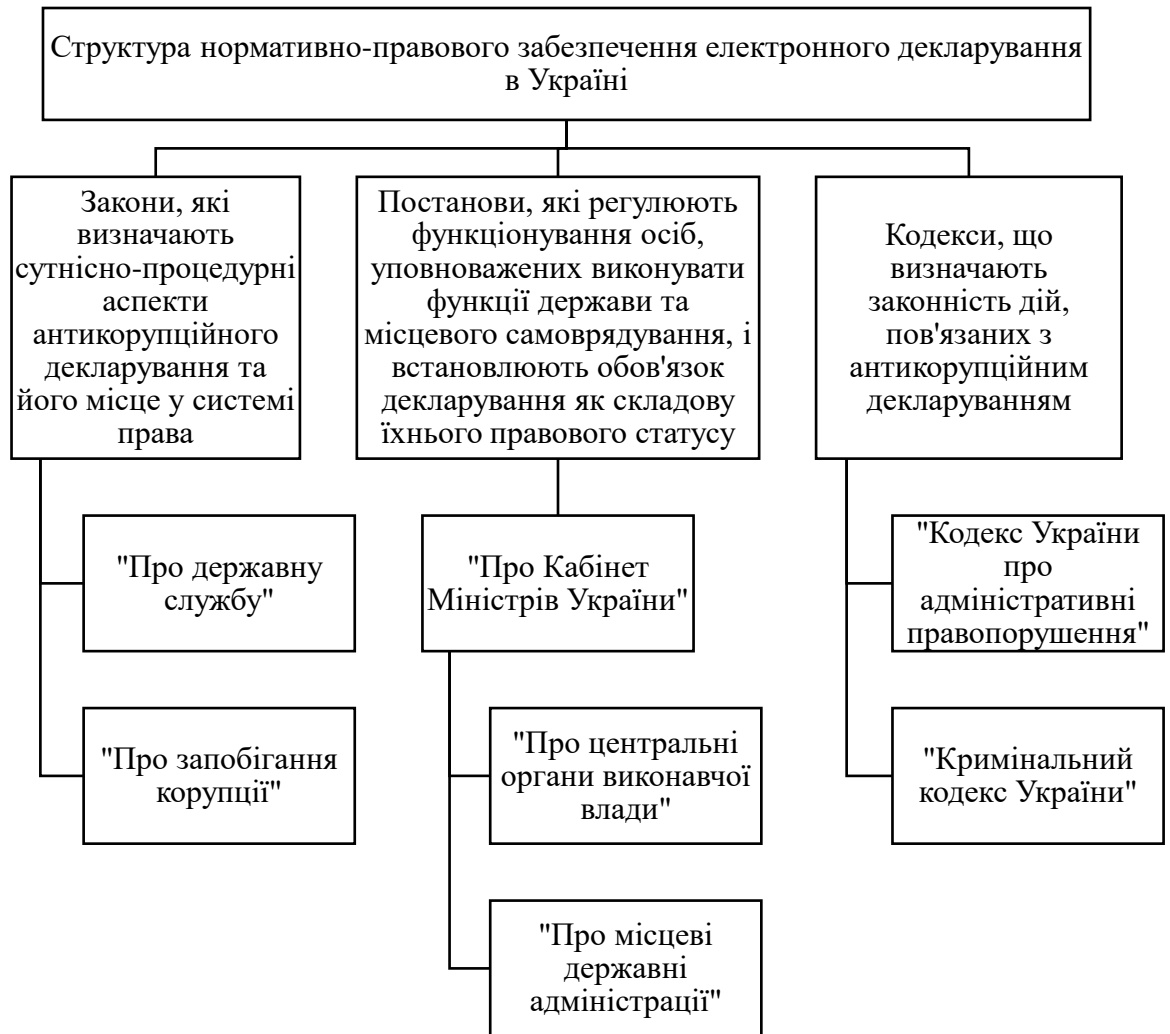 Структура нормативно-правового забезпечення електронного декларування
в Україні
Закони, які
визначають
сутнісно-процедурні
аспекти
антикорупційного
декларування та
його місце у системі
права
"Про державну
службу"
"Про запобігання
корупції"
Постанови, які регулюють
функціонування осіб,
уповноважених виконувати
функції держави та
місцевого самоврядування, і
встановлюють обов'язок
декларування як складову
їхнього правового статусу
"Про Кабінет
Міністрів України"
"Про центральні
органи виконавчої
влади"
"Про місцеві
державні
адміністрації"
Кодекси, що
визначають
законність дій,
пов'язаних з
антикорупційним
декларуванням
"Кодекс України
про
адміністративні
правопорушення"
"Кримінальний
кодекс України"